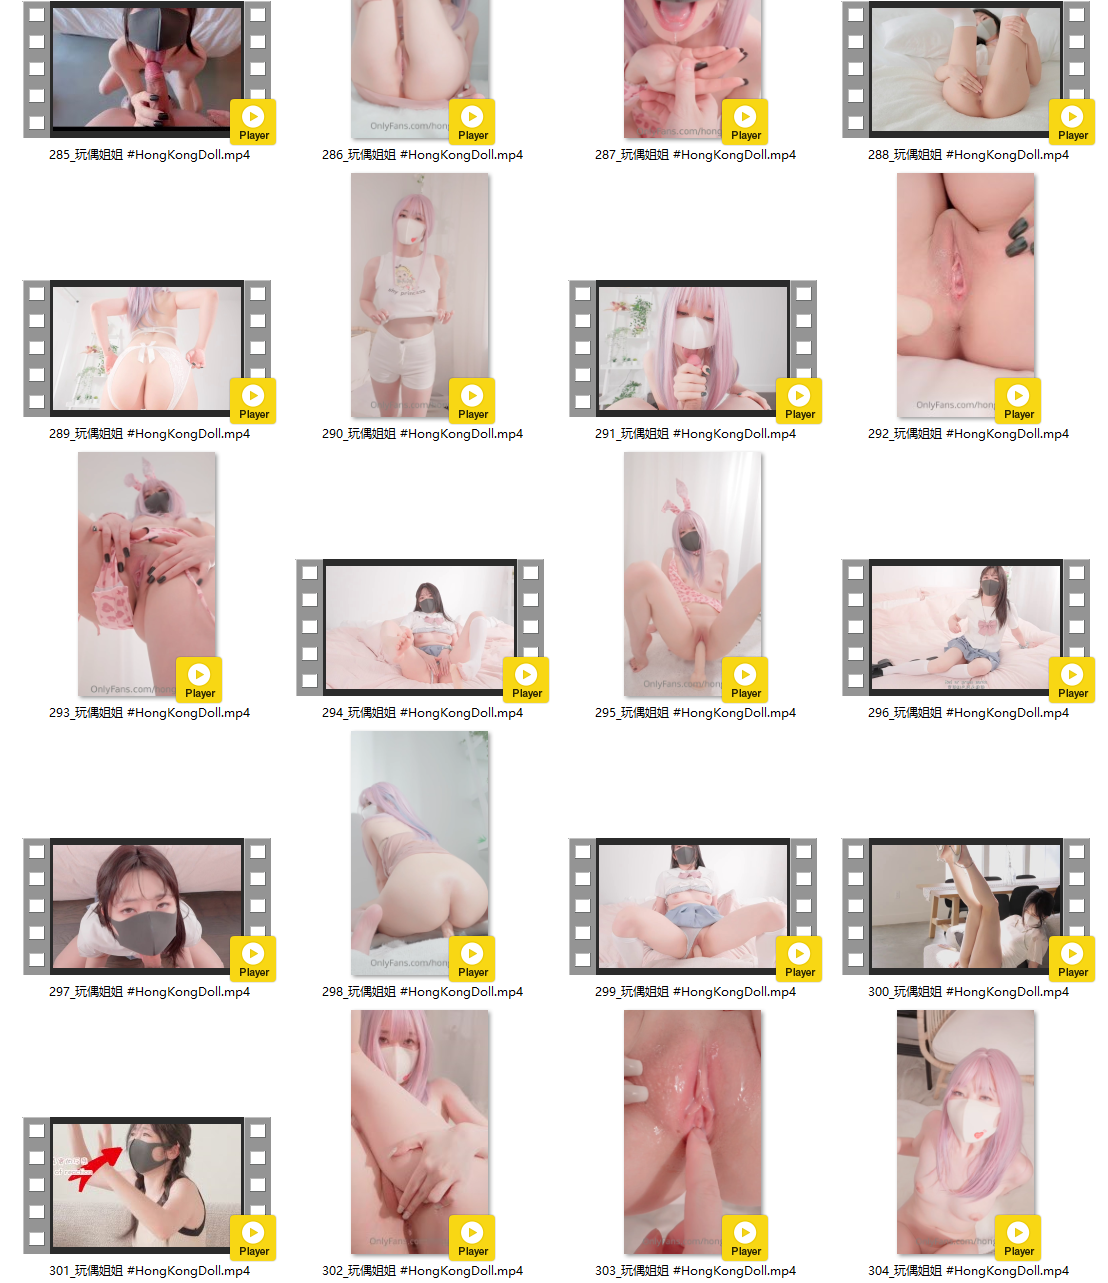 Player
Player
Player
Player
285_玩偶姐姐 #HongKongDoll.mp4
286_玩偶姐姐 #HongKongDoll.mp4
287_玩偶姐姐 #HongKongDoll.mp4
288_玩偶姐姐 #HongKongDoll.mp4
Player
Player
Player
Player
289_玩偶姐姐 #HongKongDoll.mp4
290_玩偶姐姐 #HongKongDoll.mp4
291_玩偶姐姐 #HongKongDoll.mp4
292_玩偶姐姐 #HongKongDoll.mp4
Player
Player
Player
Player
293_玩偶姐姐 #HongKongDoll.mp4
294_玩偶姐姐 #HongKongDoll.mp4
295_玩偶姐姐 #HongKongDoll.mp4
296_玩偶姐姐 #HongKongDoll.mp4
Player
Player
Player
Player
297_玩偶姐姐 #HongKongDoll.mp4
298_玩偶姐姐 #HongKongDoll.mp4
299_玩偶姐姐 #HongKongDoll.mp4
300_玩偶姐姐 #HongKongDoll.mp4
Player
Player
Player
Player
301_玩偶姐姐 #HongKongDoll.mp4
302_玩偶姐姐 #HongKongDoll.mp4
303_玩偶姐姐 #HongKongDoll.mp4
304_玩偶姐姐 #HongKongDoll.mp4